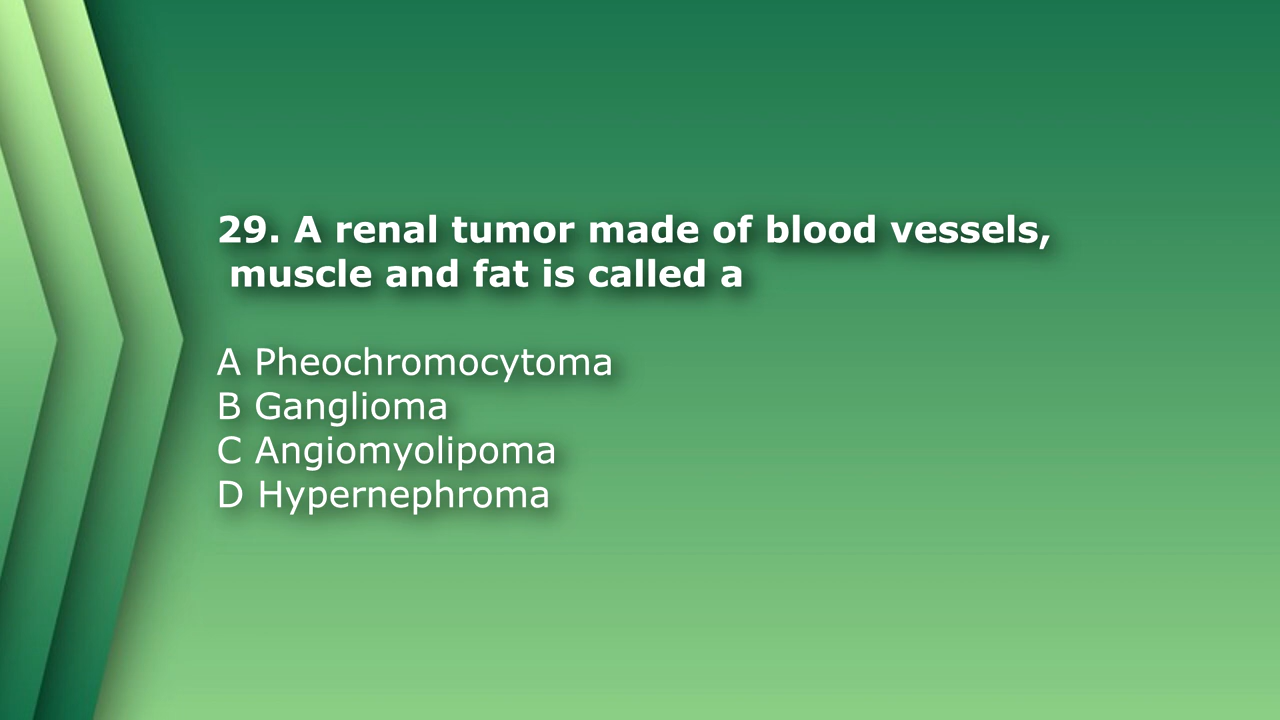 29. A renal tumor made of blood vessels,
muscle and fat is called a
A Pheochromocytoma
B Ganglioma
C Angiomyolipoma
D Hypernephroma